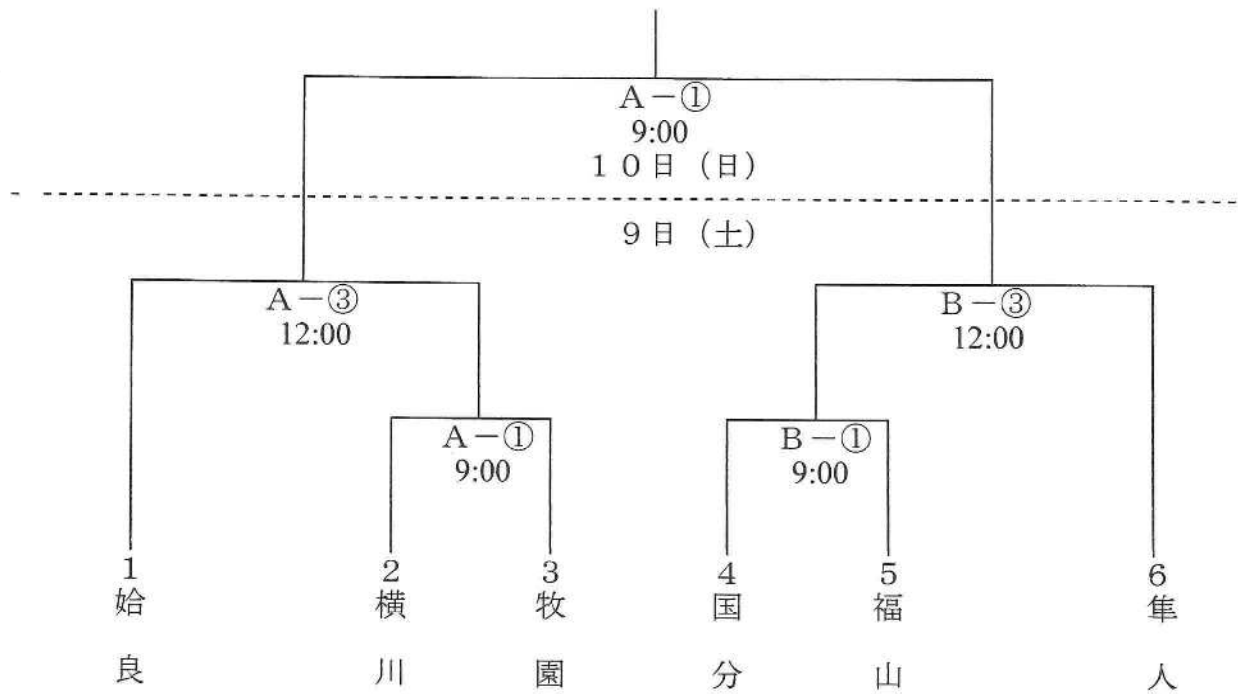 A－①
9:00
１０日（日）
９日（土）
A－③
12:00
B－③
12:00
A－①
9:00
B－①
9:00
1
姶良
2
横川
3
牧園
4
国分
5
福山
6
隼人